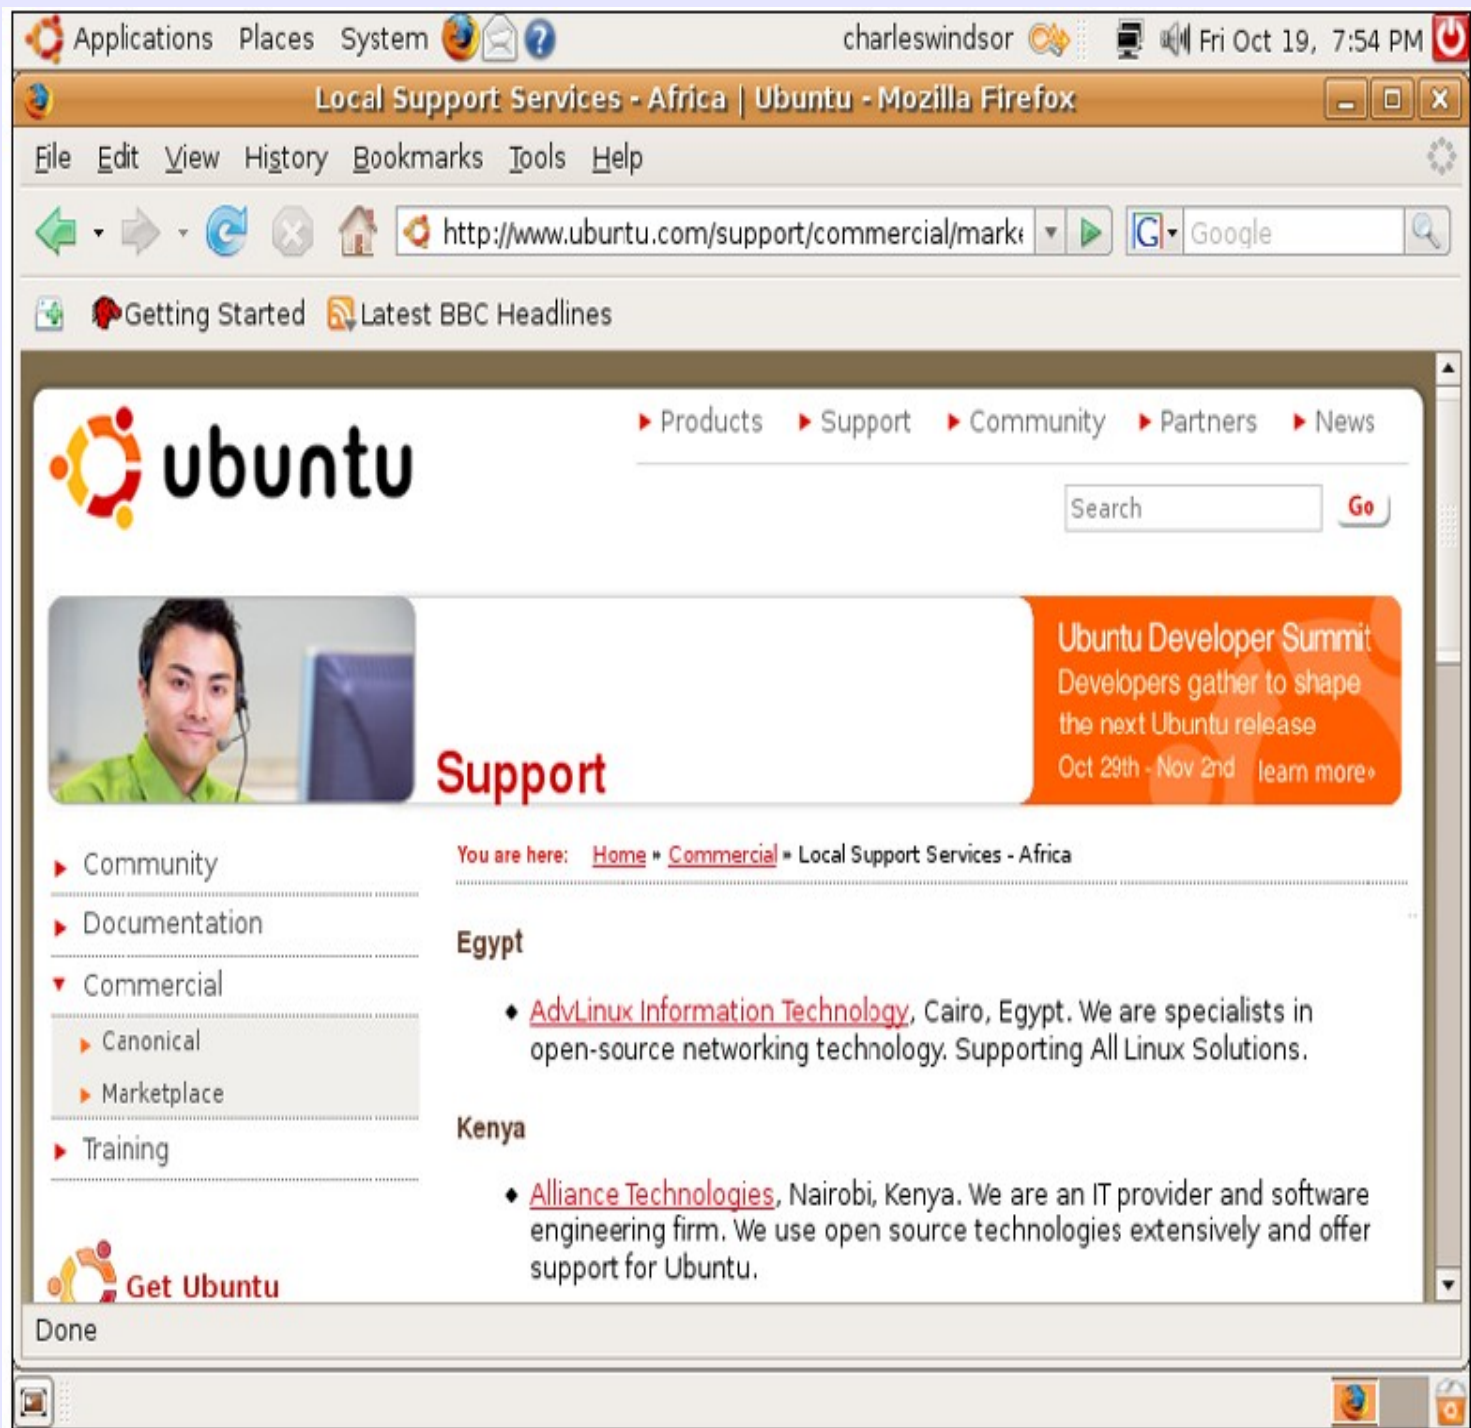 Applications Places System charleswindsor Fri Oct 19, 7:54 PM
Local Support Services - Africa | Ubuntu - Mozilla Firefox
File Edit View History Bookmarks Tools Help
http://www.ubuntu.com/support/commercial/marke G Google
Getting Started Latest BBC Headlines
ubuntu
Products Support Community Partners News
Search Go
Ubuntu Developer Summit
Developers gather to shape
the next Ubuntu release
Oct 29th - Nov 2nd learn more»
Support
Community
Documentation
Commercial
Canonical
Marketplace
Training
Get Ubuntu
You are here: Home » Commercial » Local Support Services - Africa
Egypt
AdvLinux Information Technology, Cairo, Egypt. We are specialists in
open-source networking technology. Supporting All Linux Solutions.
Kenya
Alliance Technologies, Nairobi, Kenya. We are an IT provider and software
engineering firm. We use open source technologies extensively and offer
support for Ubuntu.
Done